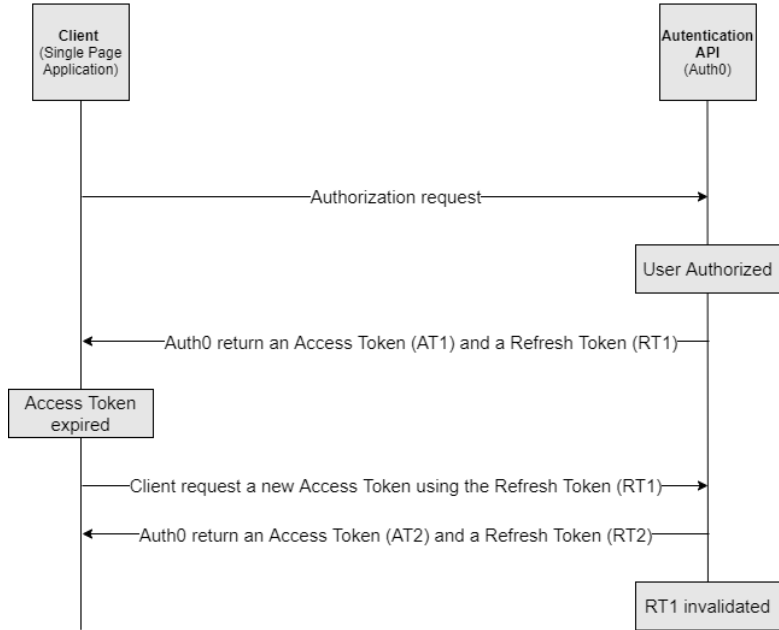 Client
(Single Page
Application)
Autentication
API
(Auth0)
Authorization request
User Authorized
Auth0 return an Access Token (AT1) and a Refresh Token (RT1)
Access Token
expired
Client request a new Access Token using the Refresh Token (RT1)
Auth0 return an Access Token (AT2) and a Refresh Token (RT2)
RT1 invalidated